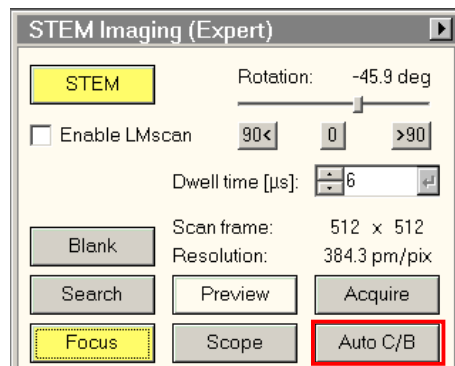 STEM Imaging (Expert)
STEM Rotation: -45.9 deg
Enable LMscan 90< 0 >90
Dwell time [µs]: 6
Scan frame: 512 x 512
Blank Resolution: 384.3 pm/pix
Search Preview Acquire
Focus Scope Auto C/B